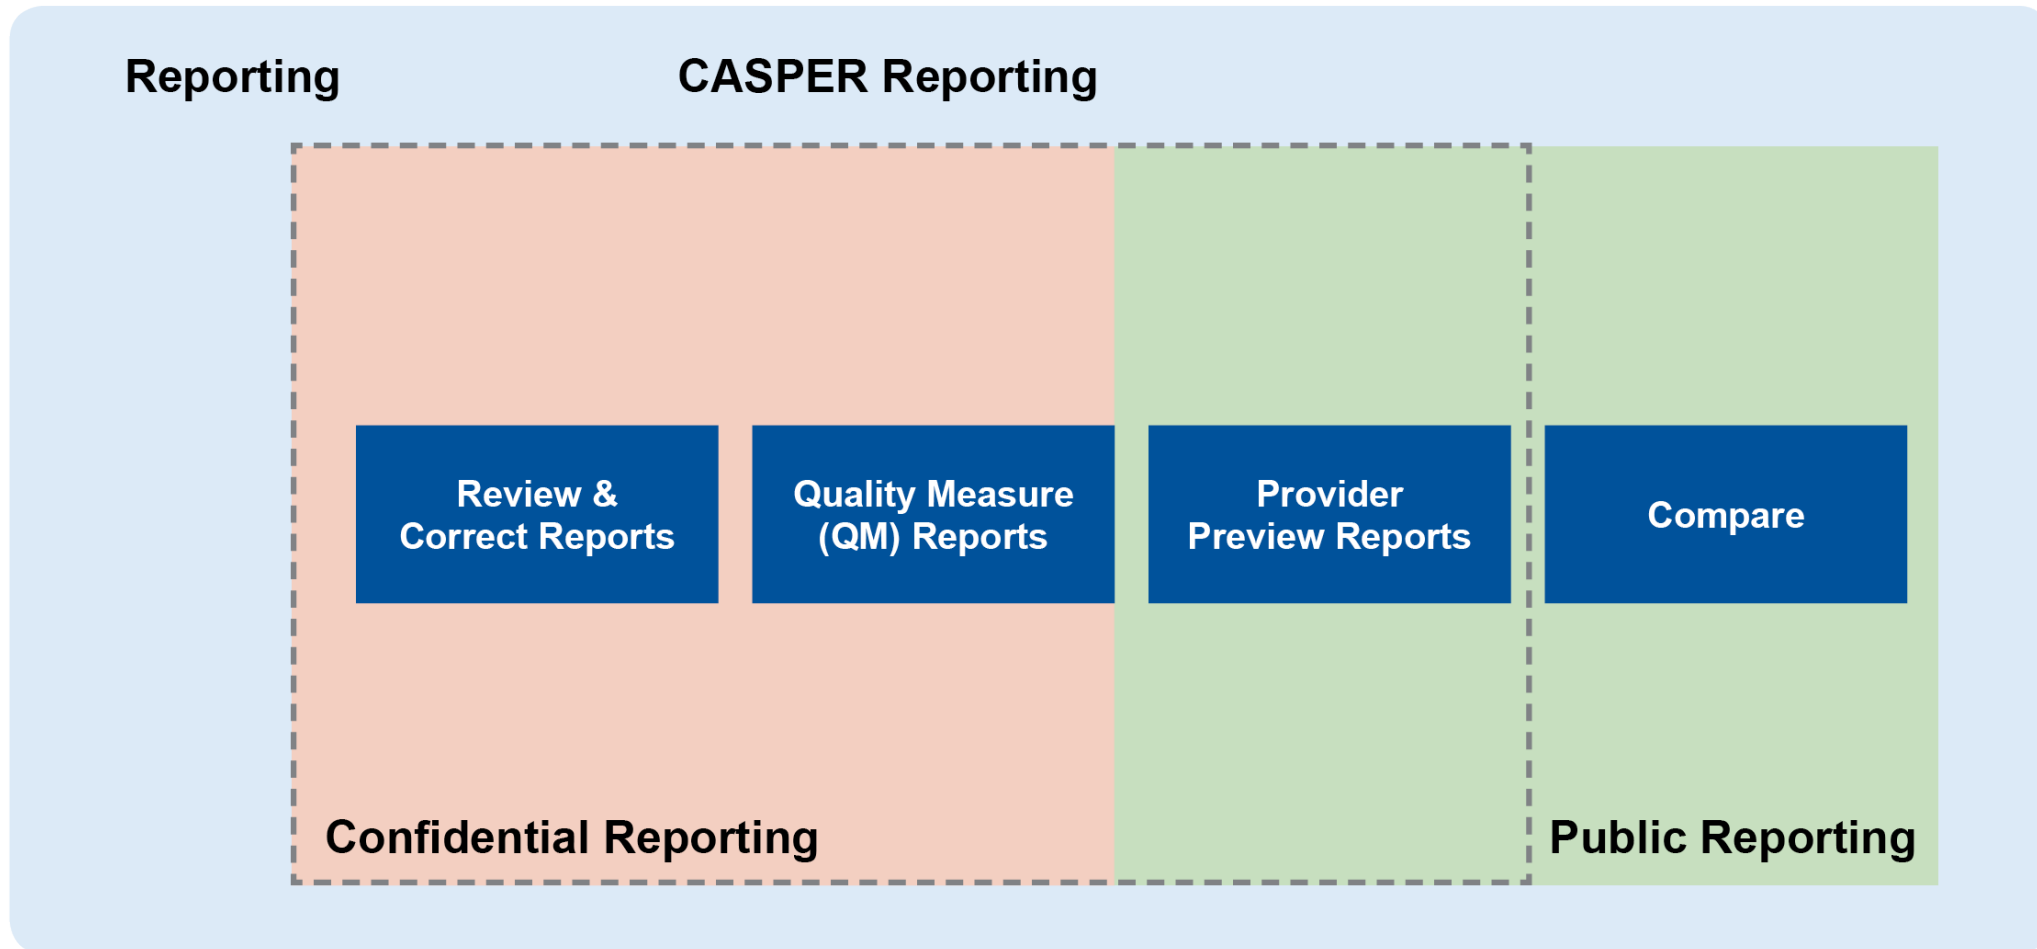 Reporting
CASPER Reporting
Review &
Correct Reports
Quality Measure
(QM) Reports
Provider
Preview Reports
Compare
Confidential Reporting
Public Reporting